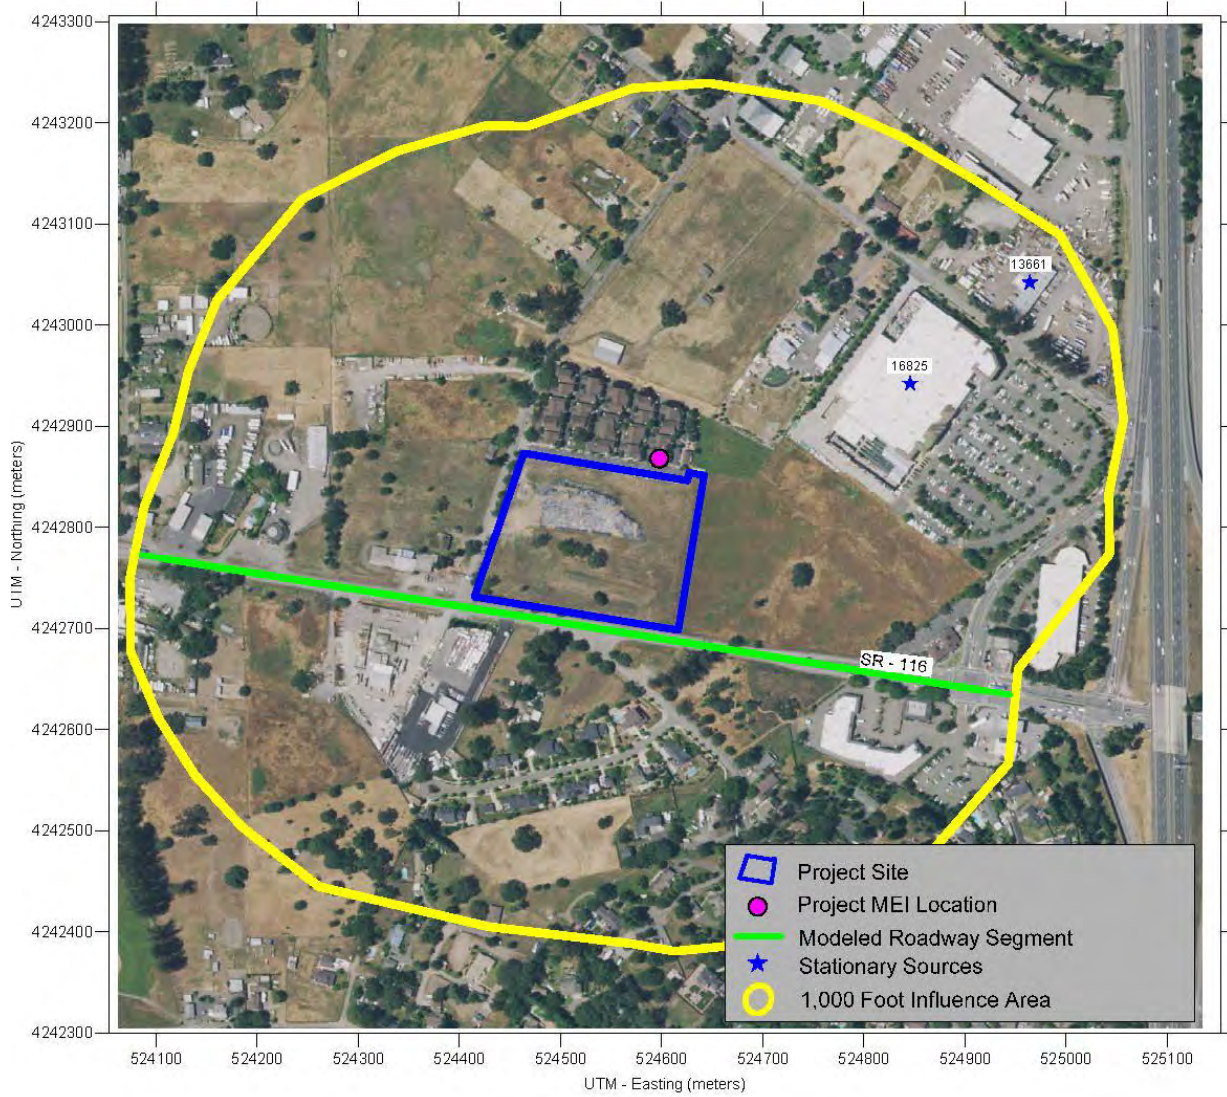 4243300
4243200
4243100
4243000
4242900
4242800
4242700
4242600
4242500
4242400
4242300
UTM - Northing (meters)
13661
16825
SR - 116
Project Site
Project MEI Location
Modeled Roadway Segment
Stationary Sources
1,000 Foot Influence Area
524100 524200 524300 524400 524500 524600 524700 524800 524900 525000 525100
UTM - Easting (meters)